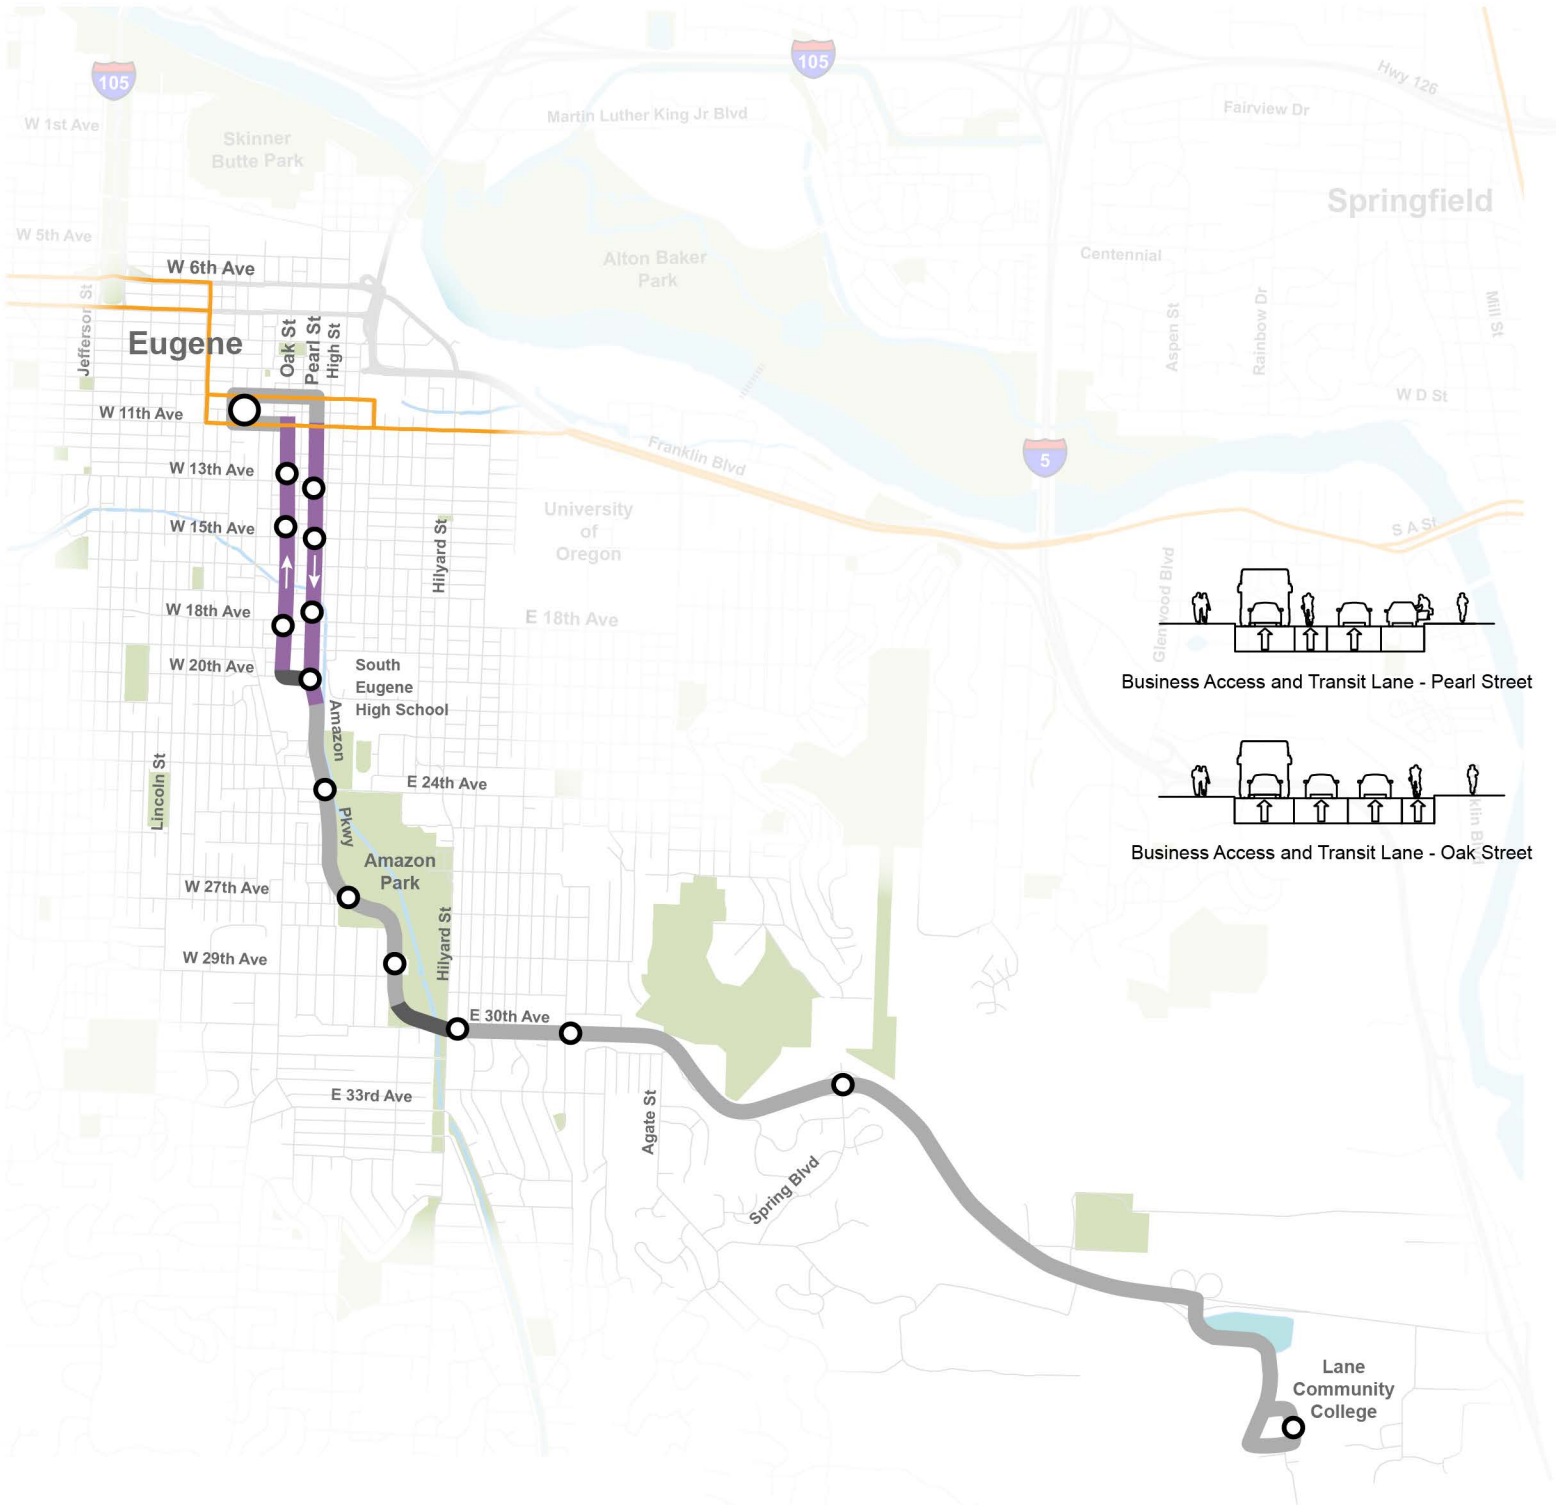 105
105
Hwy 126
W 1st Ave
Martin Luther King Jr Blvd
Fairview Dr
Skinner
Butte Park
Springfield
W 5th Ave
Alton Baker
Park
Centennial
W 6th Ave
Jefferson St
Eugene
Oak St
Pearl St
High St
Aspen St
Rainbow Dr
Mill St
W D St
W 11th Ave
Franklin Blvd
5
W 13th Ave
W 15th Ave
University
of
Oregon
Hilyard St
S A St
Glenwood Blvd
W 18th Ave
E 18th Ave
W 20th Ave
South
Eugene
High School
Business Access and Transit Lane - Pearl Street
Amazon
Pkwy
Lincoln St
E 24th Ave
klin Blvd
Business Access and Transit Lane - Oak Street
Amazon
Park
W 27th Ave
Hilyard St
W 29th Ave
E 30th Ave
E 33rd Ave
Agate St
Spring Blvd
Lane
Community
College